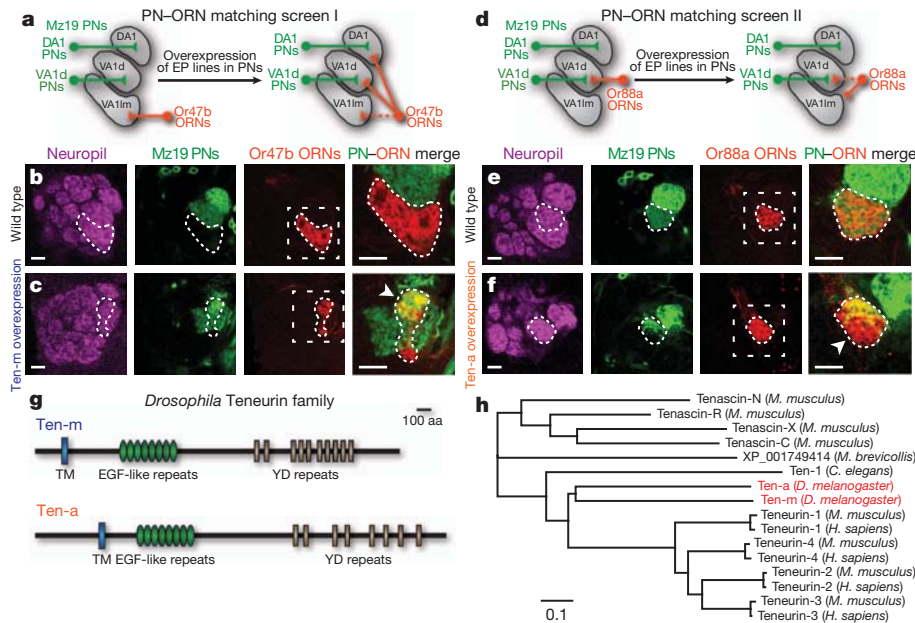 a
PN–ORN matching screen I
Mz19 PNs
DA1
PNs
VA1d
PNs
DA1
VA1d
VA1lm
Or47b
ORNs
Overexpression
of EP lines in PNs
DA1
PNs
VA1d
PNs
DA1
VA1d
VA1lm
Or47b
ORNs
Neuropil
Mz19 PNs
Or47b ORNs
PN–ORN merge
b
Wild type
c
Ten-m overexpression
d
PN–ORN matching screen II
Mz19 PNs
DA1
PNs
VA1d
PNs
DA1
VA1d
VA1lm
Or88a
ORNs
Overexpression
of EP lines in PNs
DA1
PNs
VA1d
PNs
DA1
VA1d
VA1lm
Or88a
ORNs
Neuropil
Mz19 PNs
Or88a ORNs
PN–ORN merge
e
Wild type
f
Ten-a overexpression
g
Drosophila Teneurin family
100 aa
Ten-m
TM
EGF-like repeats
YD repeats
Ten-a
TM EGF-like repeats
YD repeats
h
Tenascin-N (M. musculus)
Tenascin-R (M. musculus)
Tenascin-X (M. musculus)
Tenascin-C (M. musculus)
XP_001749414 (M. brevicollis)
Ten-1 (C. elegans)
Ten-a (D. melanogaster)
Ten-m (D. melanogaster)
Teneurin-1 (M. musculus)
Teneurin-1 (H. sapiens)
Teneurin-4 (M. musculus)
Teneurin-4 (H. sapiens)
Teneurin-2 (M. musculus)
Teneurin-2 (H. sapiens)
Teneurin-3 (M. musculus)
Teneurin-3 (H. sapiens)
0.1